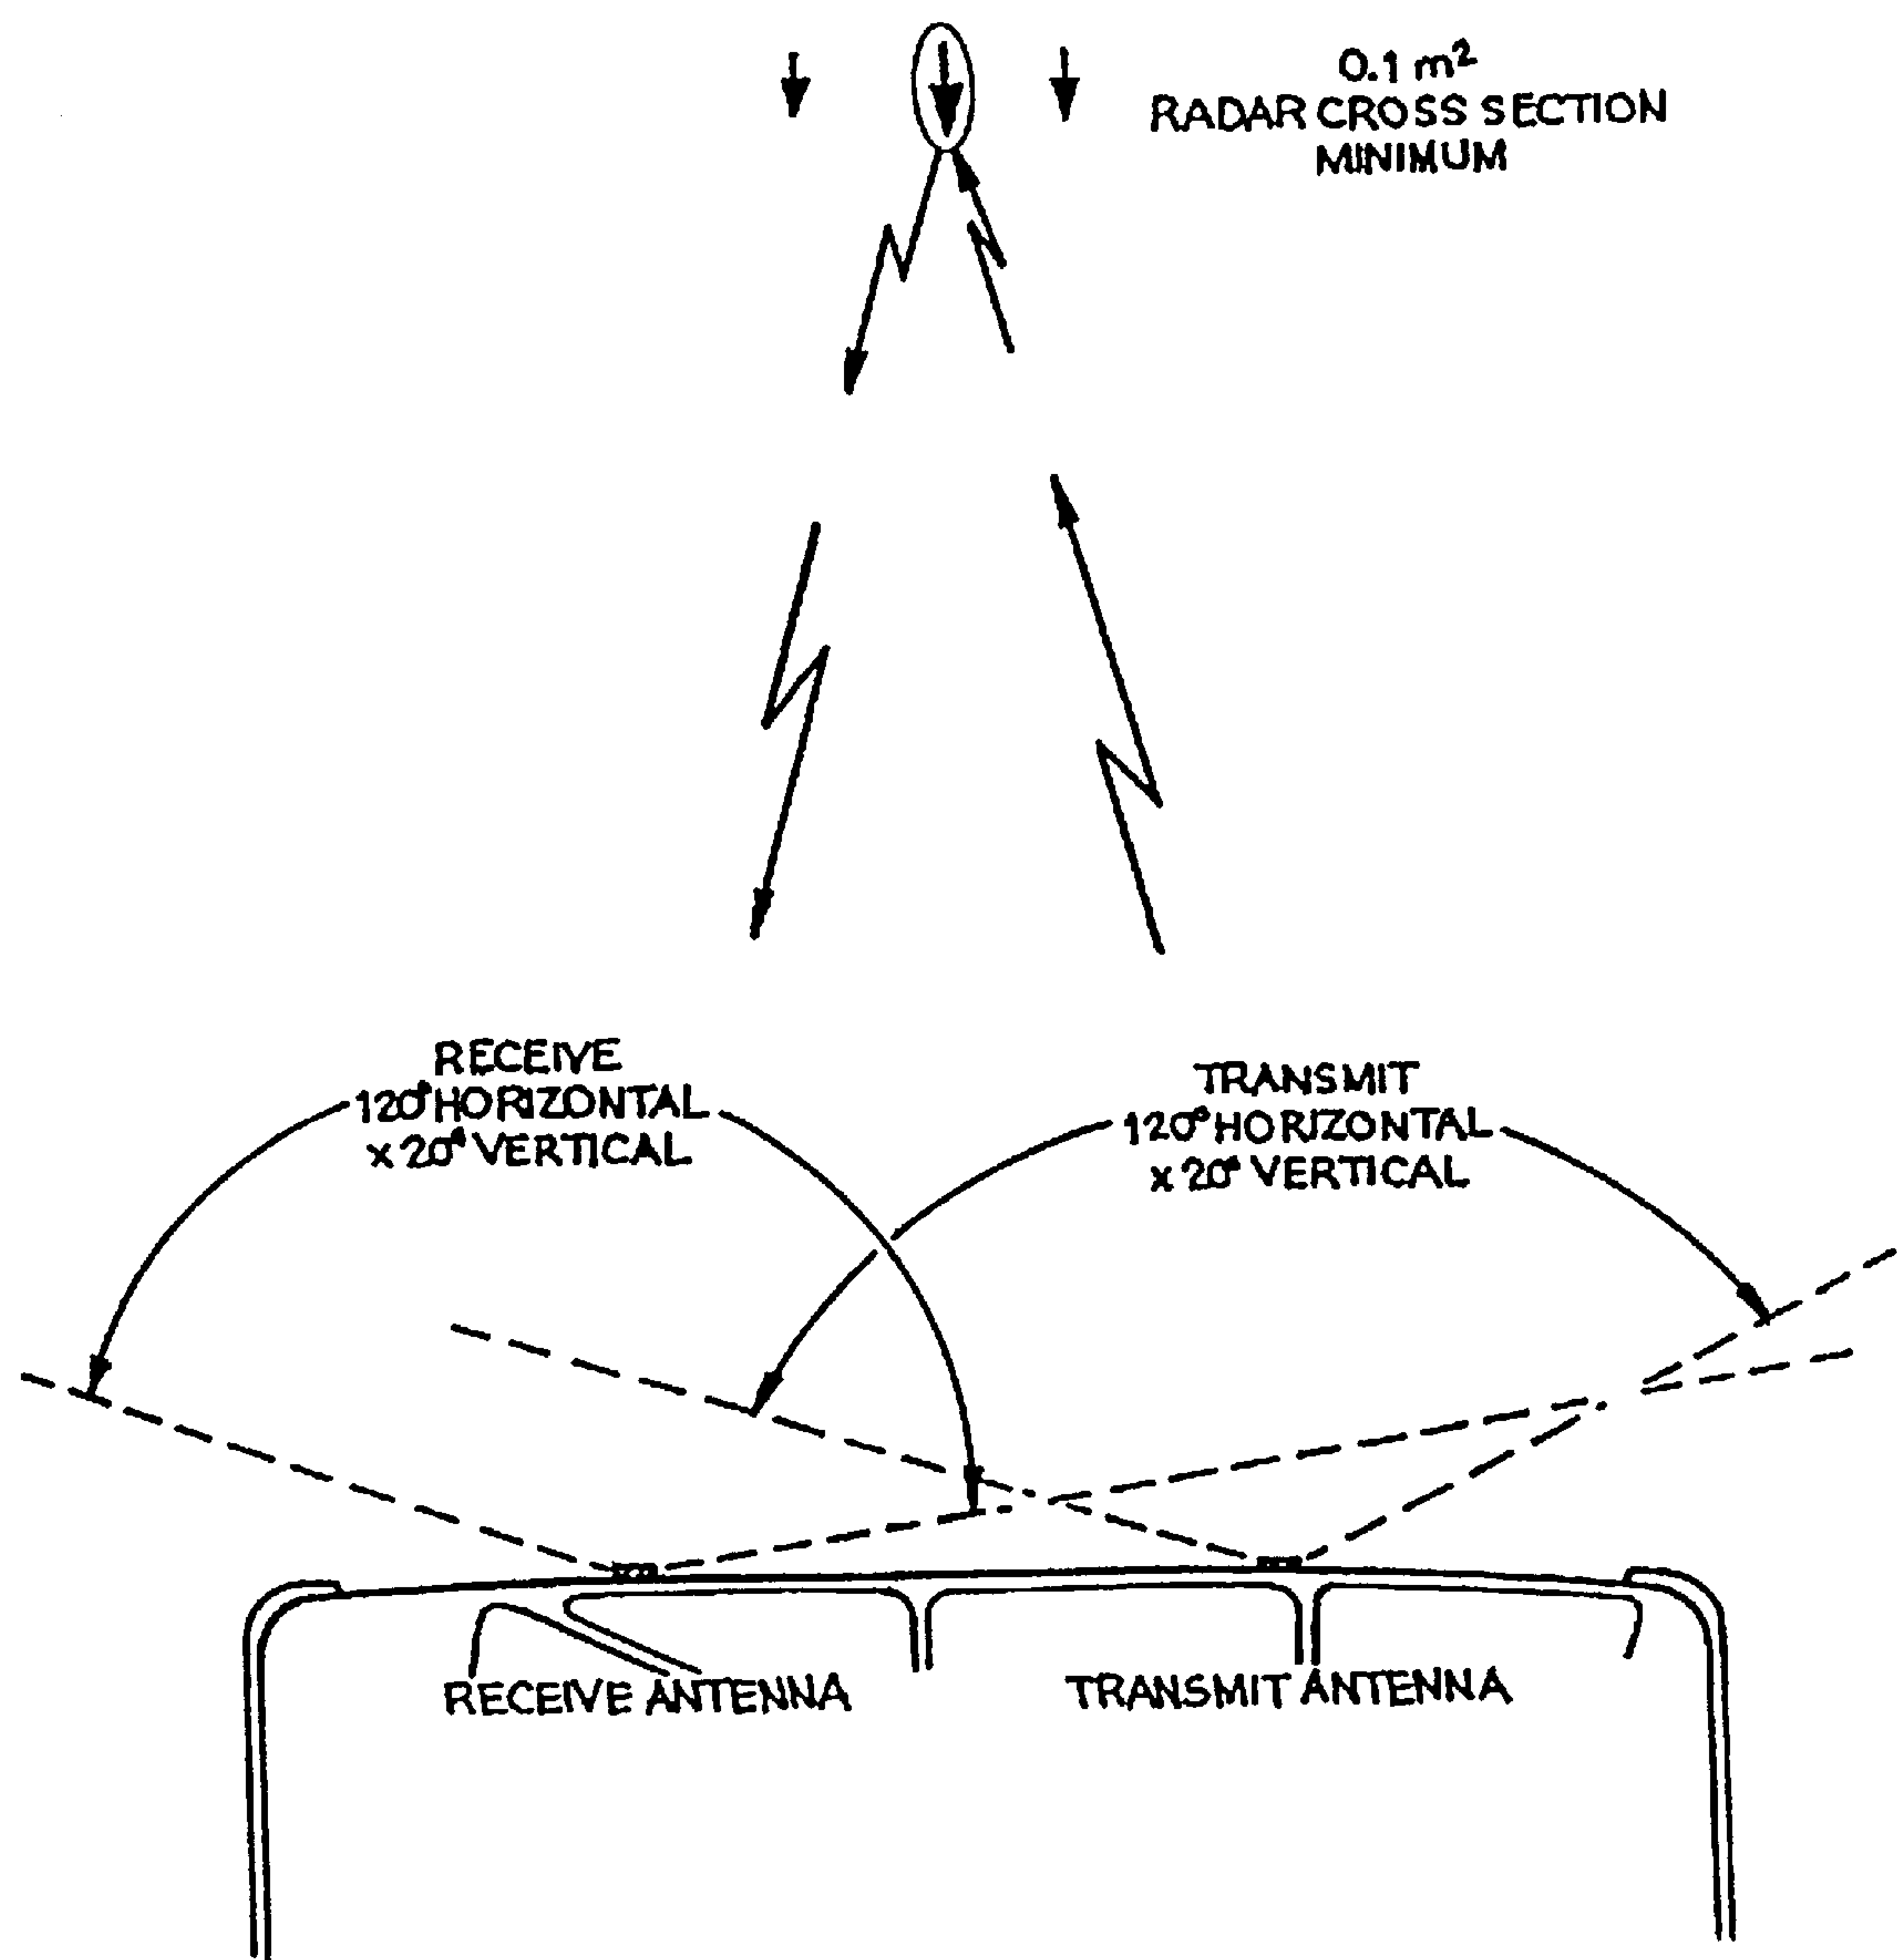 0.1 m²
RADAR CROSS SECTION
MINIMUM
RECEIVE
120° HORIZONTAL
x 20° VERTICAL
TRANSMIT
120° HORIZONTAL
x 20° VERTICAL
RECEIVE ANTENNA
TRANSMIT ANTENNA